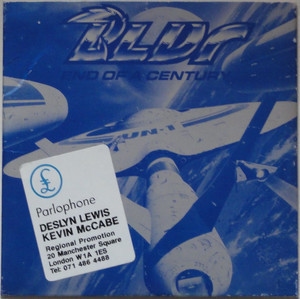 BLUR
END OF A CENTURY
UN-1
£
Parlophone
DESLYN LEWIS
KEVIN McCABE
Regional Promotion
20 Manchester Square
London W1A 1ES
Tel: 071 486 4488